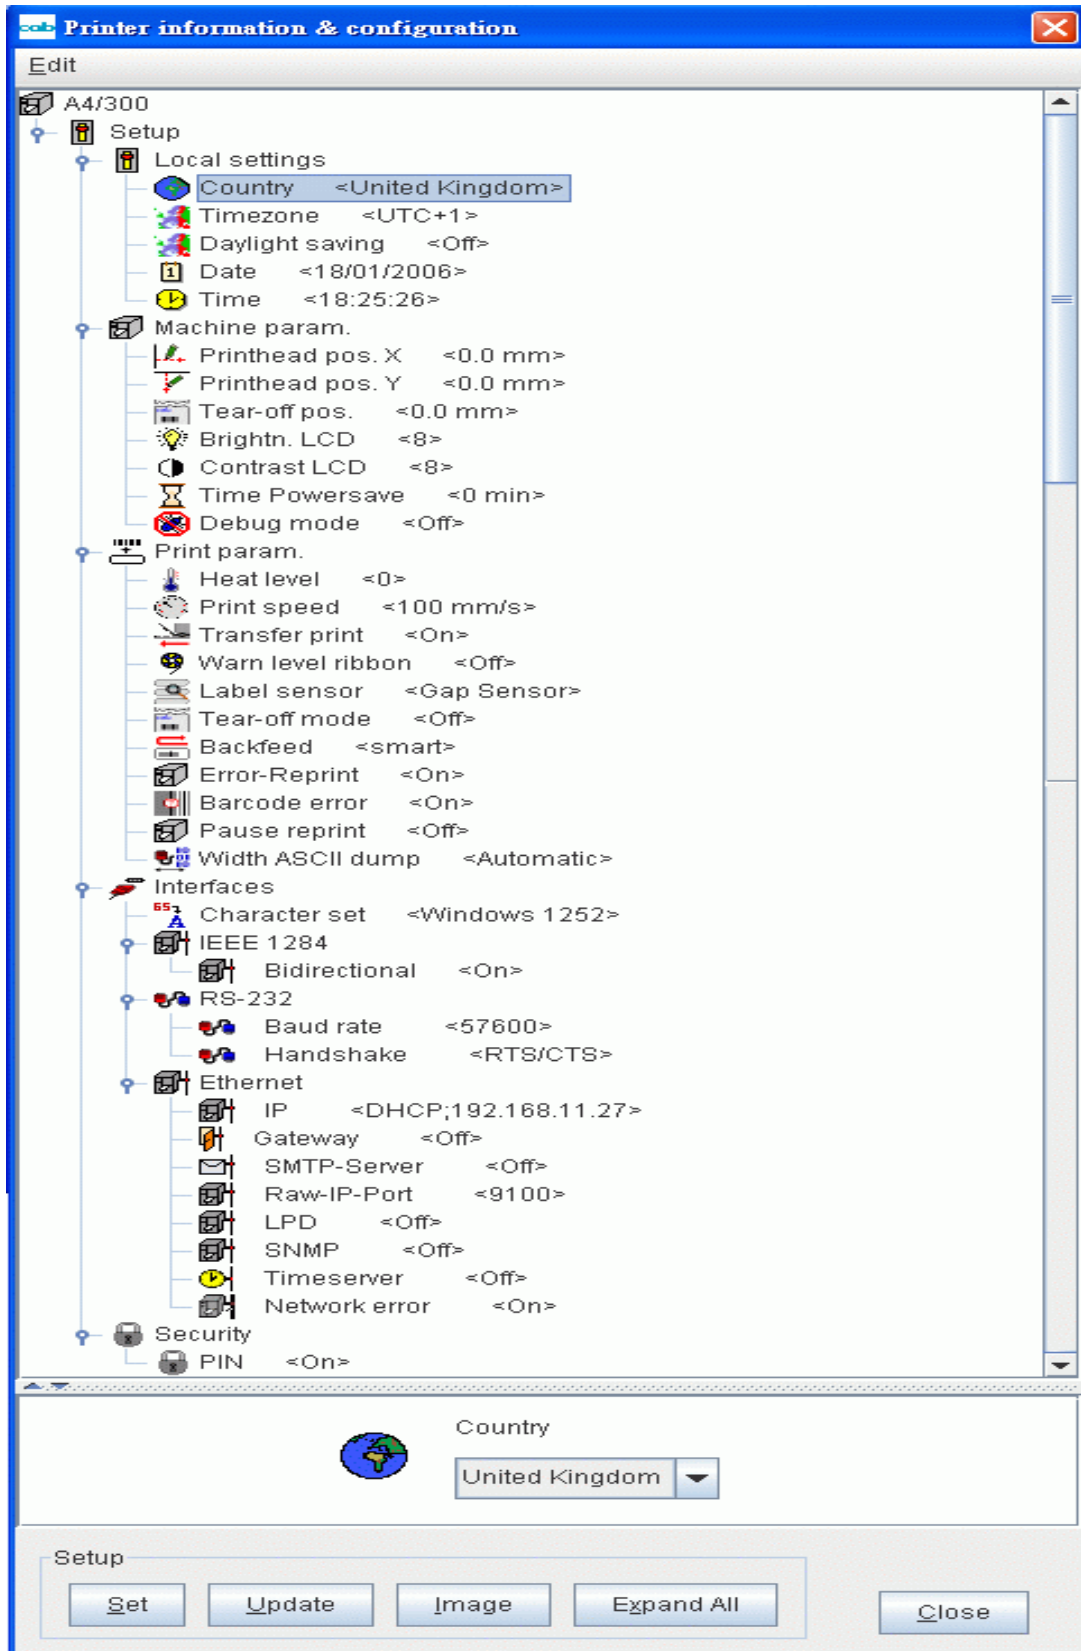 cab Printer information & configuration
Edit
A4/300
Setup
Local settings
Country <United Kingdom>
Timezone <UTC+1>
Daylight saving <Off>
Date <18/01/2006>
Time <18:25:26>
Machine param.
Printhead pos. X <0.0 mm>
Printhead pos. Y <0.0 mm>
Tear-off pos. <0.0 mm>
Brightn. LCD <8>
Contrast LCD <8>
Time Powersave <0 min>
Debug mode <Off>
Print param.
Heat level <0>
Print speed <100 mm/s>
Transfer print <On>
Warn level ribbon <Off>
Label sensor <Gap Sensor>
Tear-off mode <Off>
Backfeed <smart>
Error-Reprint <On>
Barcode error <On>
Pause reprint <Off>
Width ASCII dump <Automatic>
Interfaces
Character set <Windows 1252>
IEEE 1284
Bidirectional <On>
RS-232
Baud rate <57600>
Handshake <RTS/CTS>
Ethernet
IP <DHCP;192.168.11.27>
Gateway <Off>
SMTP-Server <Off>
Raw-IP-Port <9100>
LPD <Off>
SNMP <Off>
Timeserver <Off>
Network error <On>
Security
PIN <On>
Country
United Kingdom
Setup
Set Update Image Expand All Close